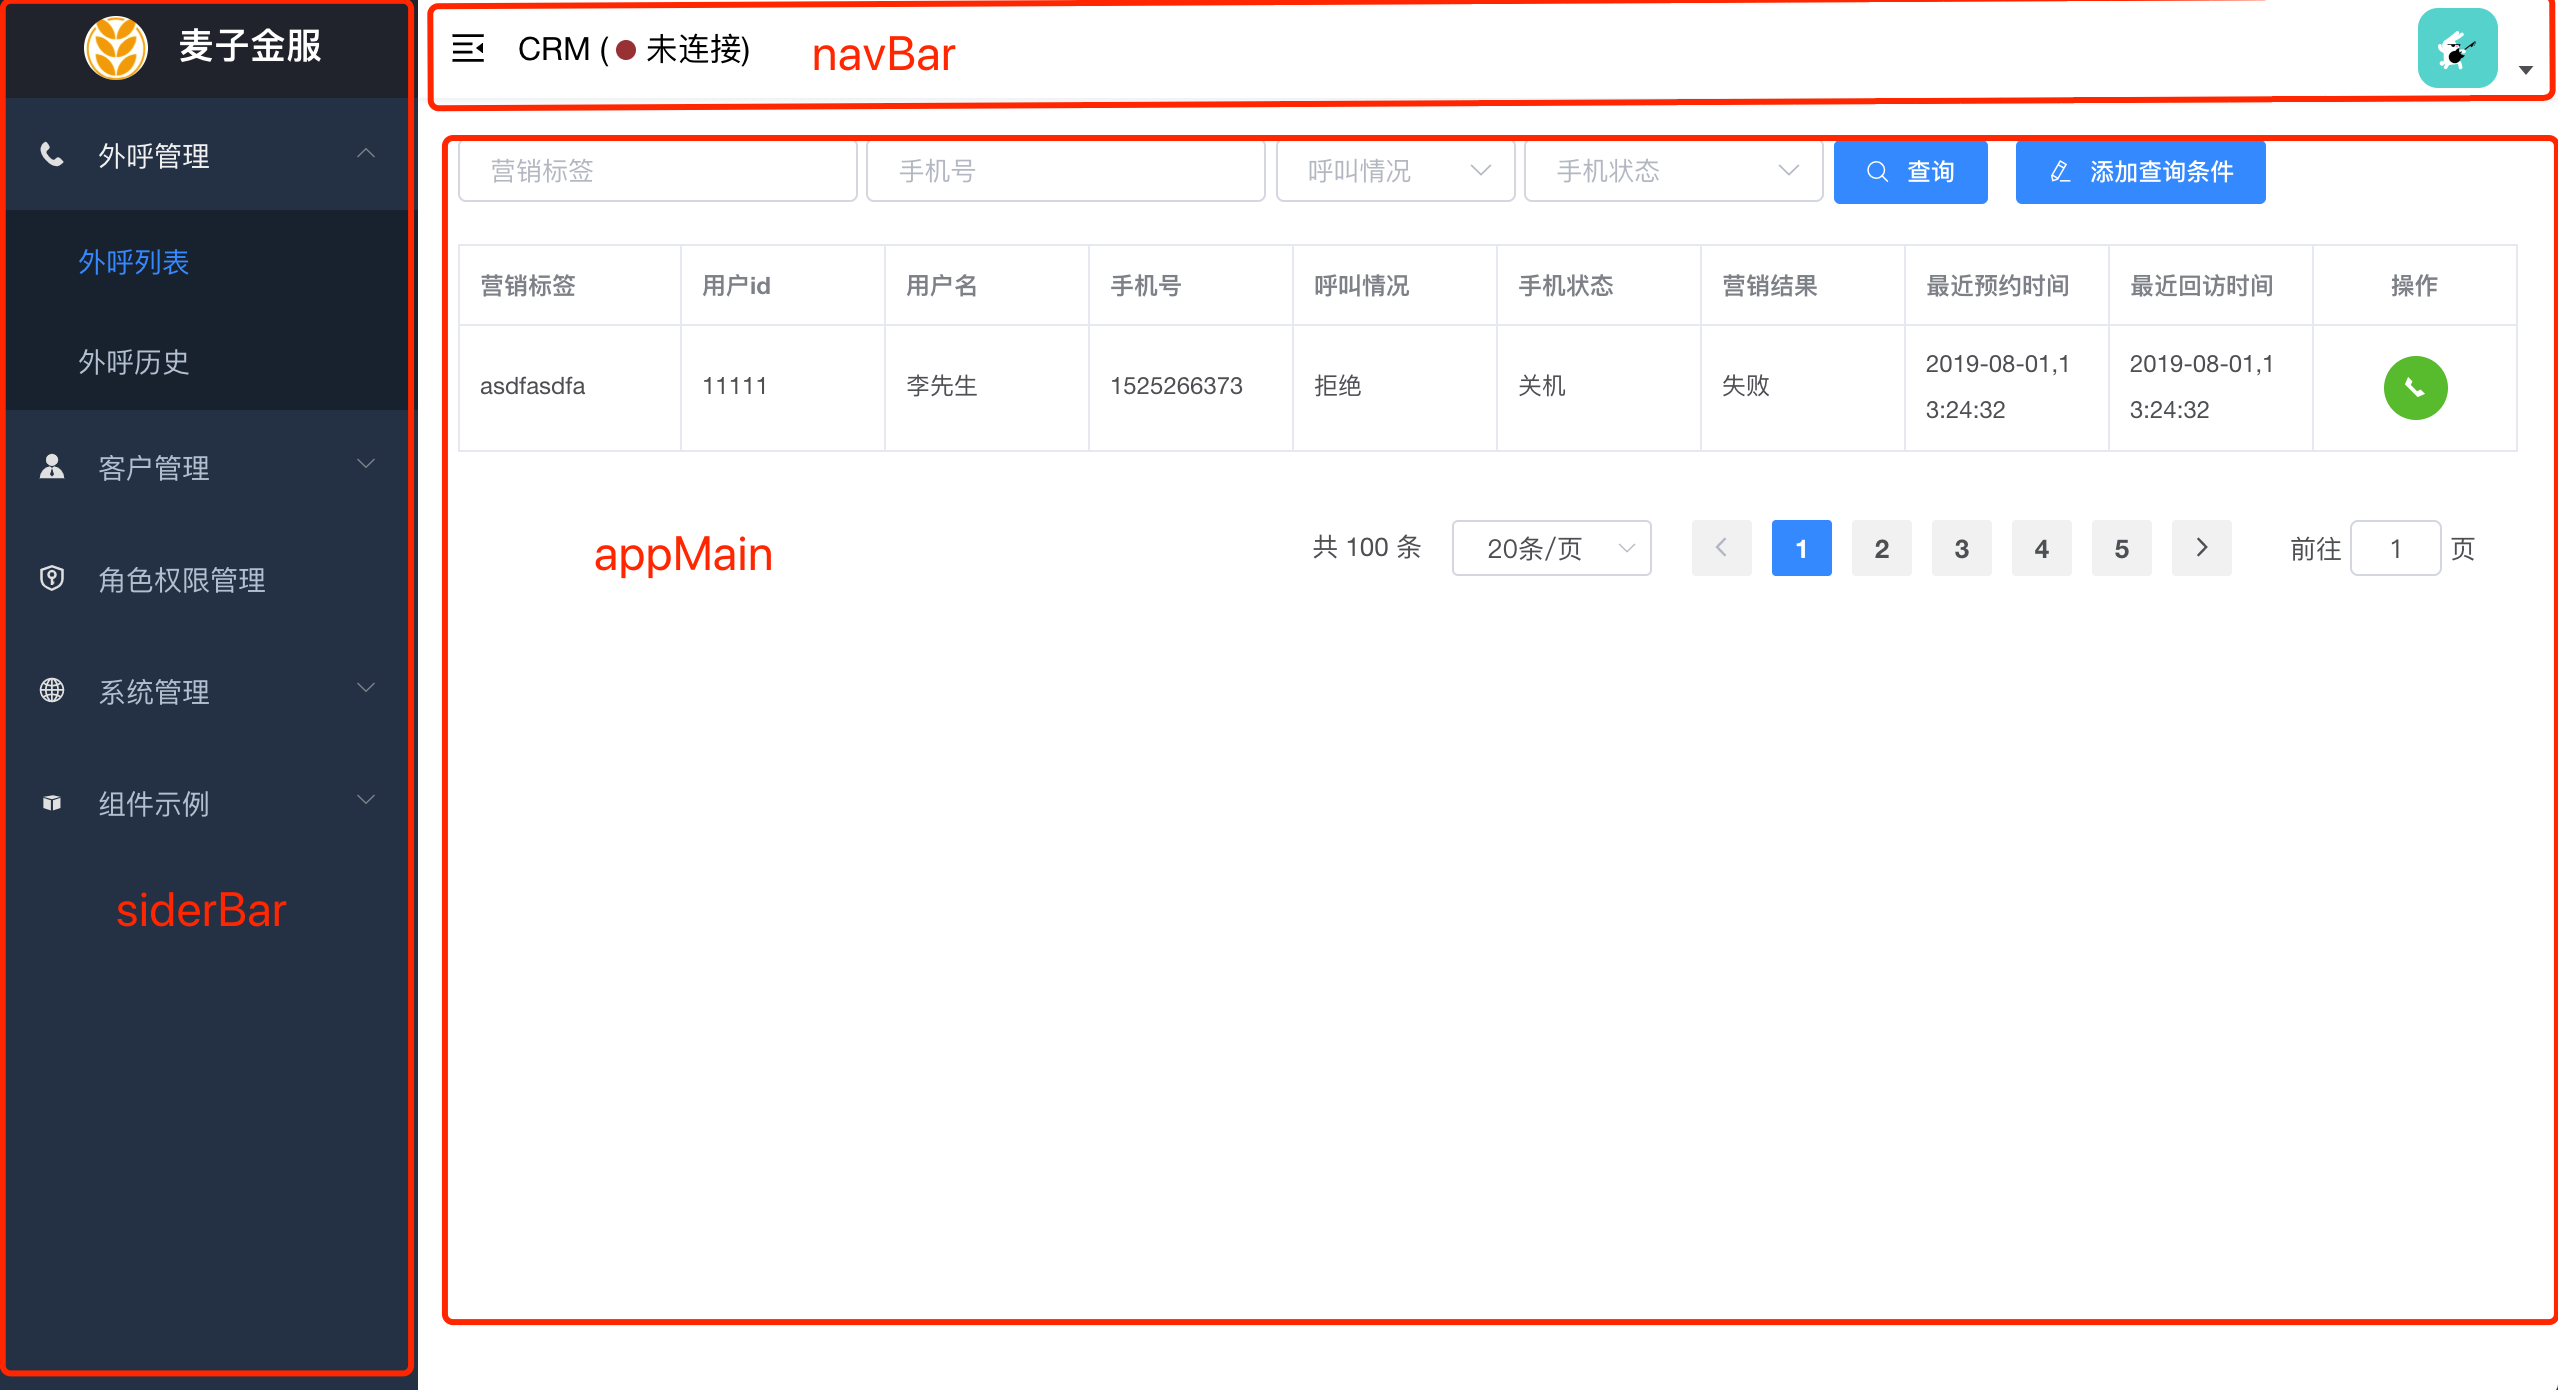 麦子金服
外呼管理
外呼列表
外呼历史
客户管理
角色权限管理
系统管理
组件示例
siderBar
CRM (●未连接)
navBar
营销标签 手机号 呼叫情况 手机状态 查询 添加查询条件
营销标签 用户id 用户名 手机号 呼叫情况 手机状态 营销结果 最近预约时间 最近回访时间 操作
asdfasdfa 11111 李先生 1525266373 拒绝 关机 失败 2019-08-01,1 2019-08-01,1
3:24:32 3:24:32
appMain
共 100 条 20条/页 1 2 3 4 5 前往 1 页